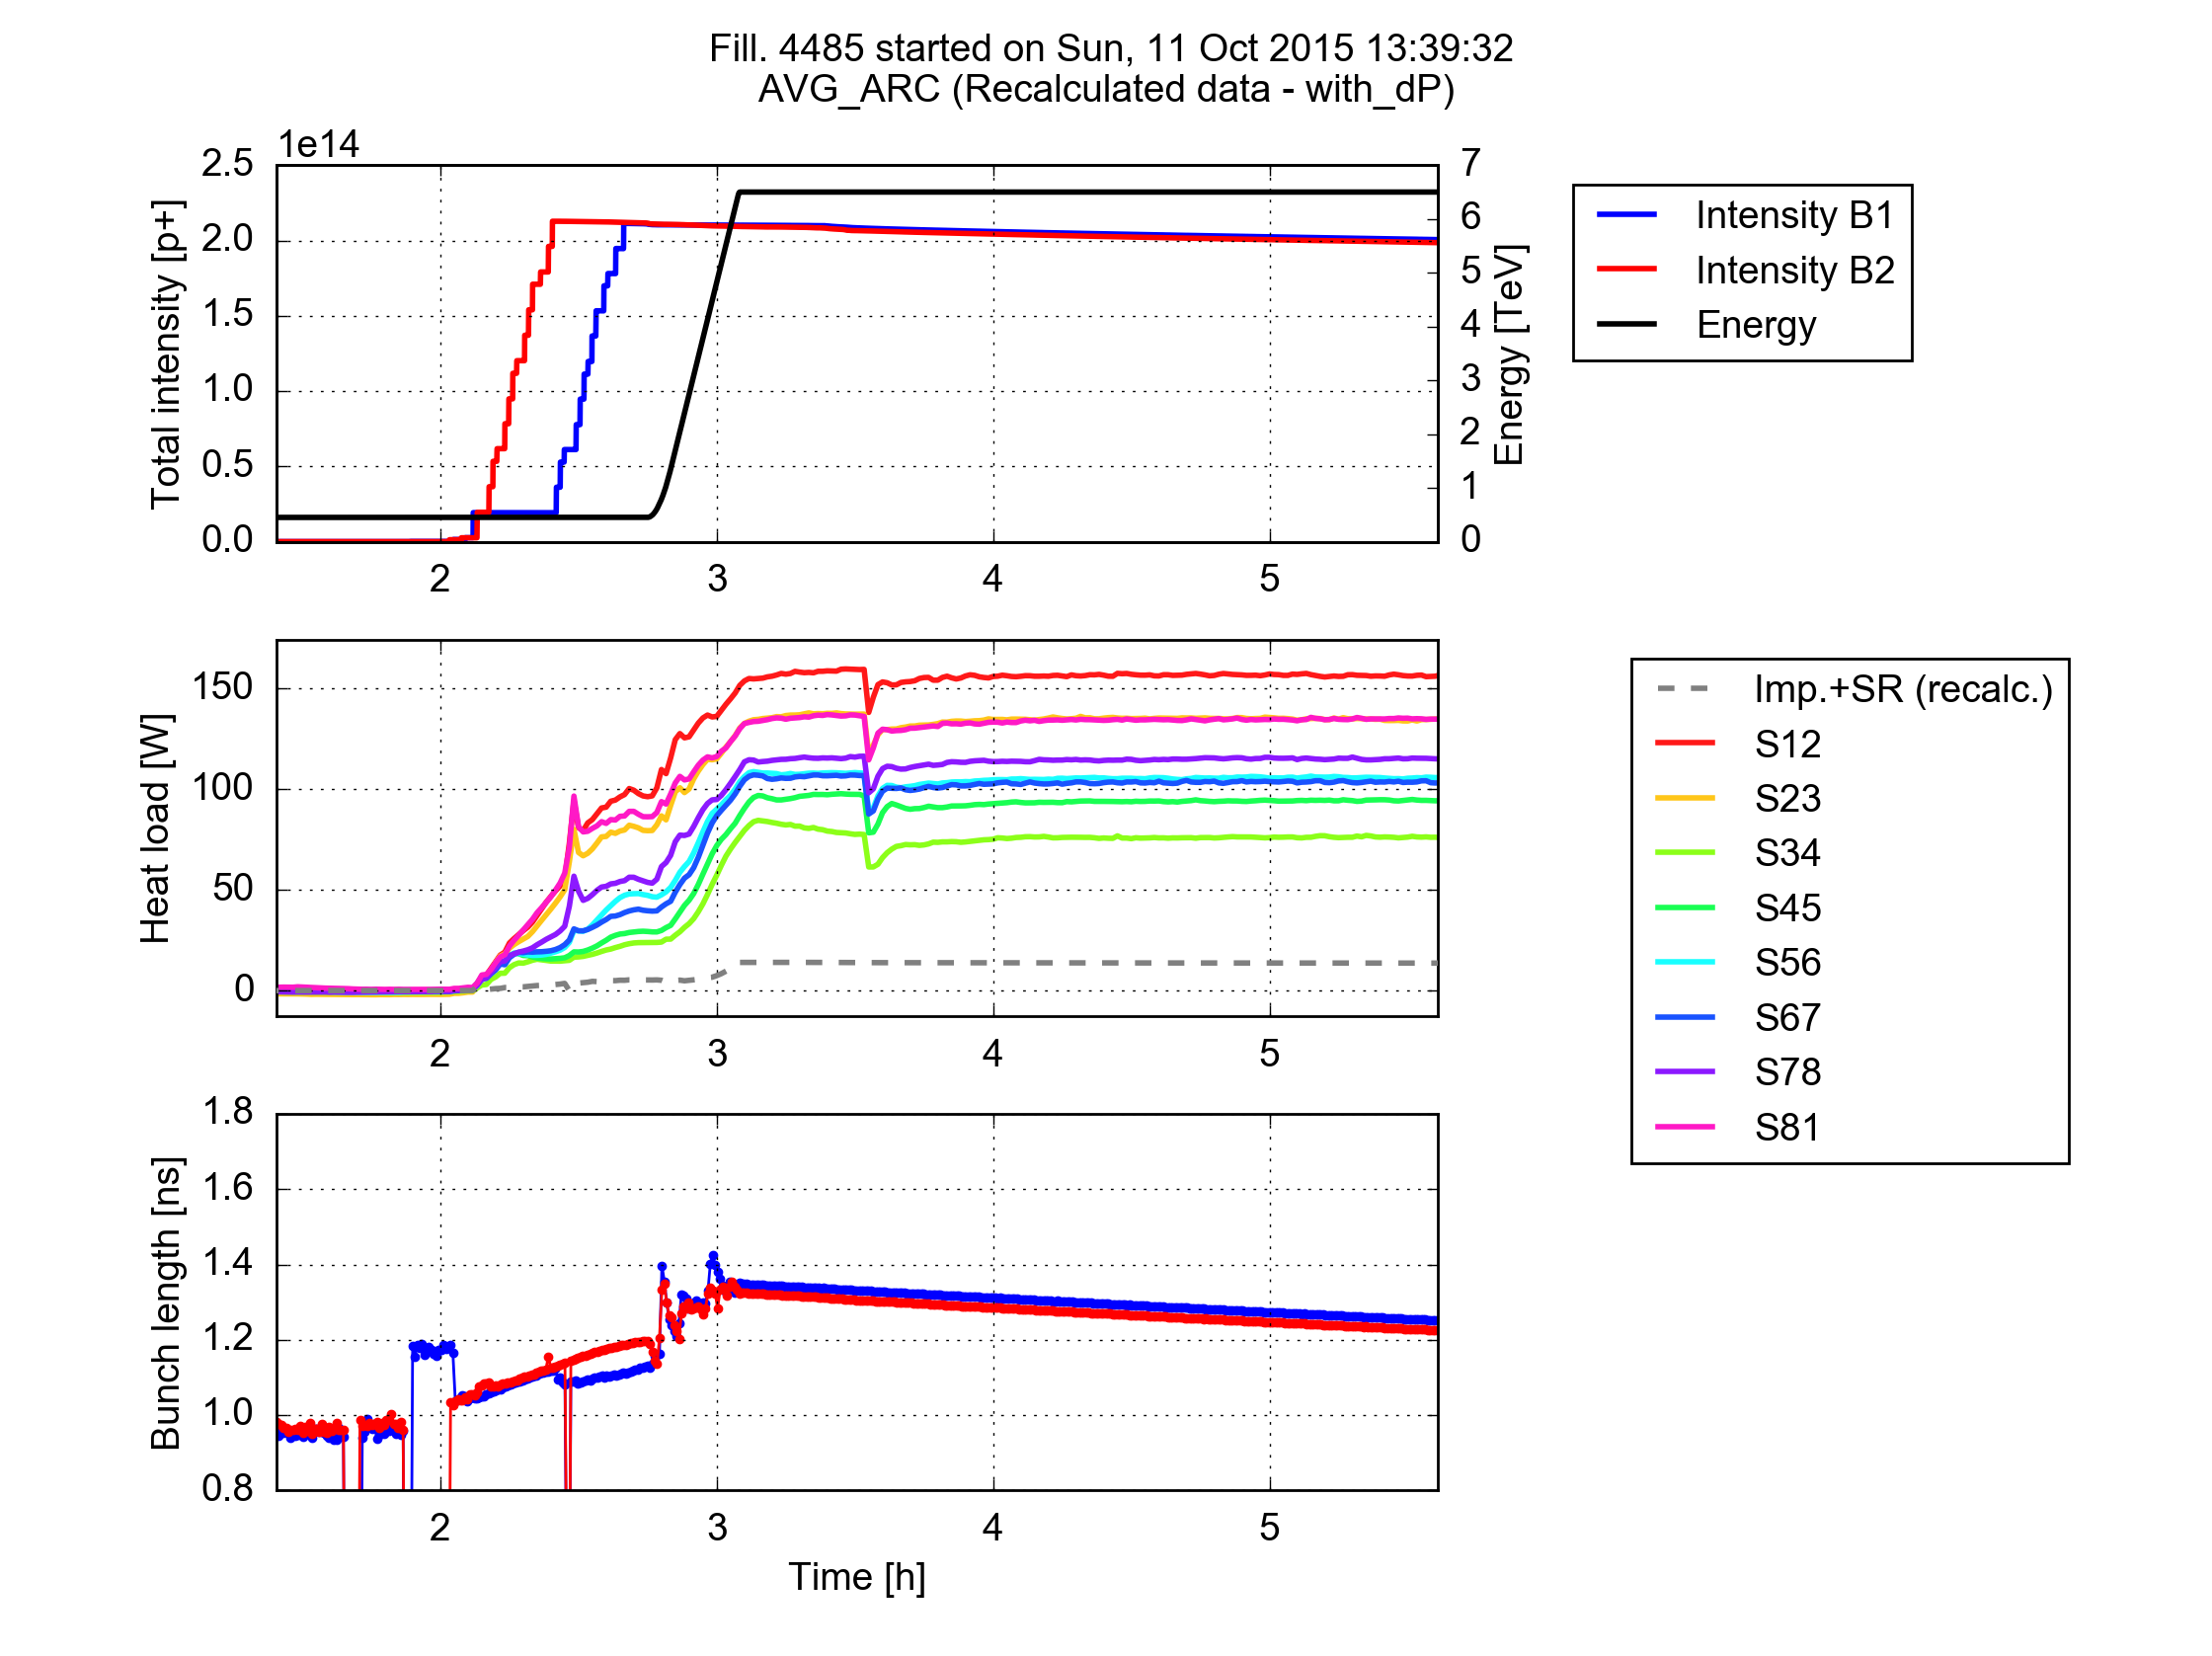 Fill. 4485 started on Sun, 11 Oct 2015 13:39:32
AVG_ARC (Recalculated data - with_dP)
1e14
2.5
2.0
1.5
1.0
0.5
0.0
Total intensity [p+]
7
6
5
4
3
2
1
0
Energy [TeV]
2 3 4 5
Intensity B1
Intensity B2
Energy
150
100
50
0
Heat load [W]
2 3 4 5
Imp.+SR (recalc.)
S12
S23
S34
S45
S56
S67
S78
S81
1.8
1.6
1.4
1.2
1.0
0.8
Bunch length [ns]
2 3 4 5
Time [h]